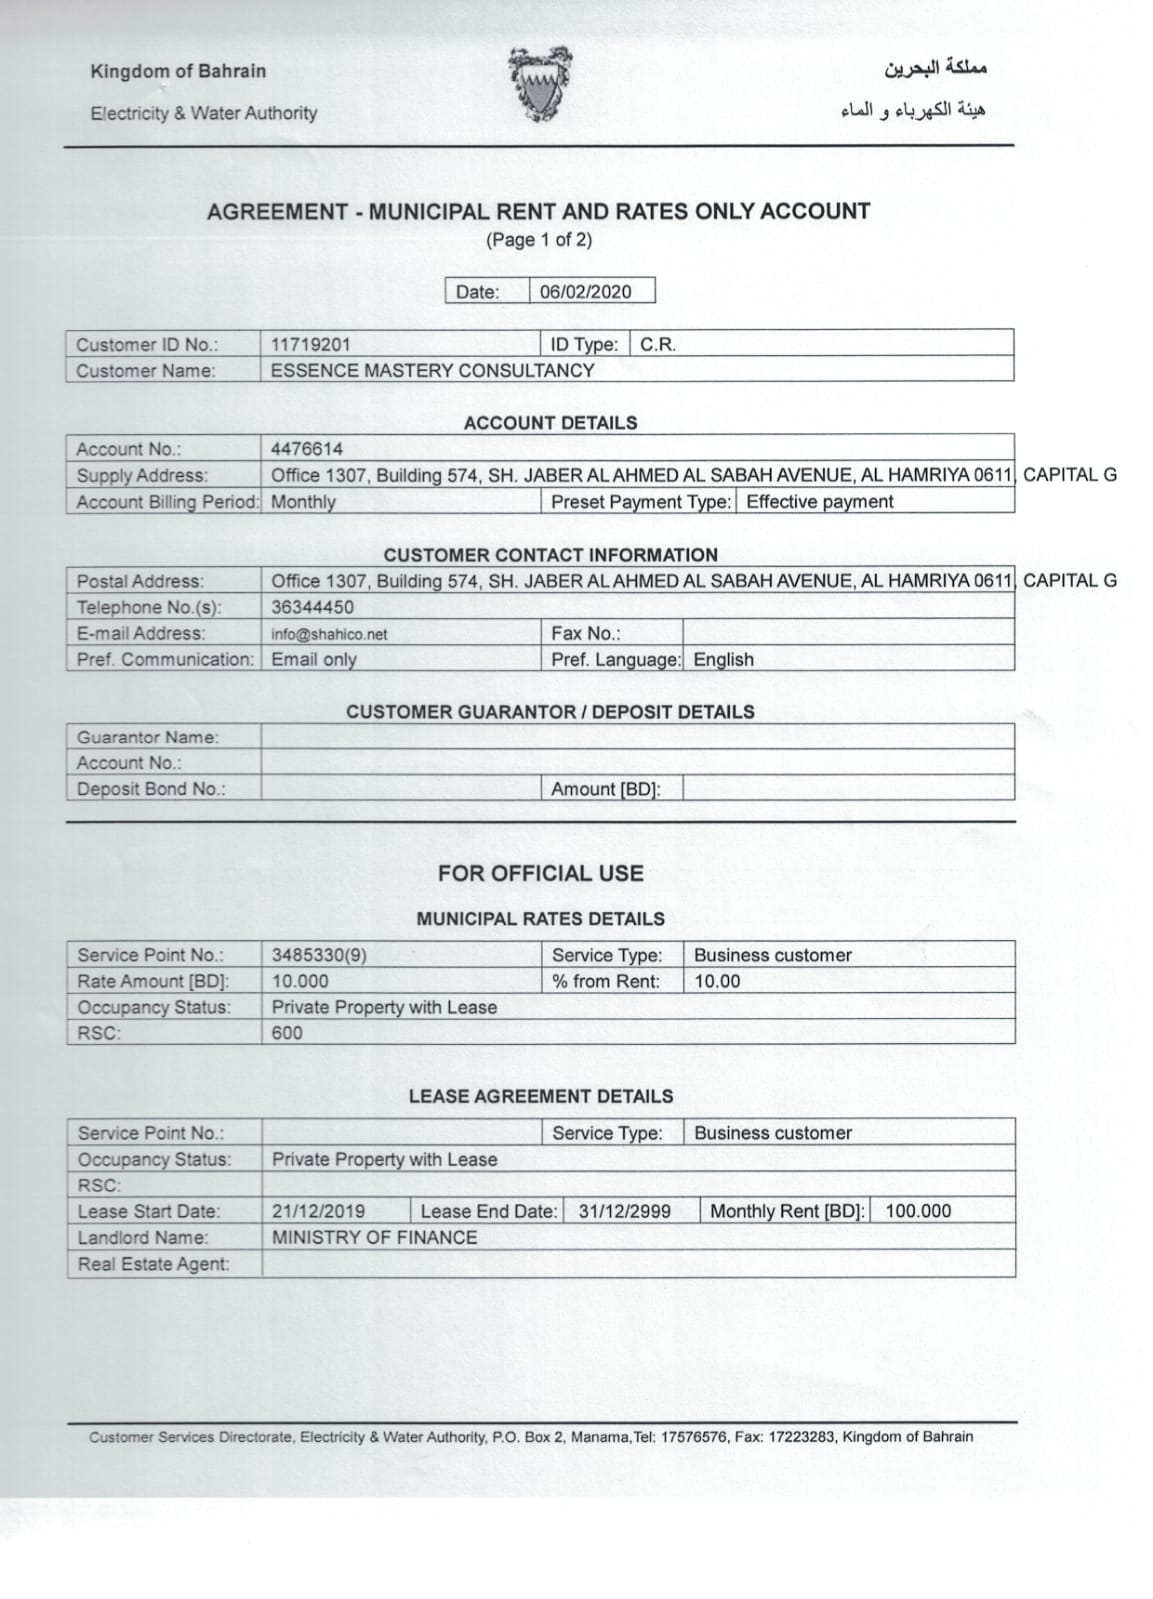 Kingdom of Bahrain
مملكة البحرين
Electricity & Water Authority
هيئة الكهرباء و الماء
AGREEMENT - MUNICIPAL RENT AND RATES ONLY ACCOUNT
(Page 1 of 2)
Date: 06/02/2020
Customer ID No.: 11719201 ID Type: C.R.
Customer Name: ESSENCE MASTERY CONSULTANCY
ACCOUNT DETAILS
Account No.: 4476614
Supply Address: Office 1307, Building 574, SH. JABER AL AHMED AL SABAH AVENUE, AL HAMRIYA 0611, CAPITAL G
Account Billing Period: Monthly Preset Payment Type: Effective payment
CUSTOMER CONTACT INFORMATION
Postal Address: Office 1307, Building 574, SH. JABER AL AHMED AL SABAH AVENUE, AL HAMRIYA 0611, CAPITAL G
Telephone No.(s): 36344450
E-mail Address: info@shahico.net Fax No.:
Pref. Communication: Email only Pref. Language: English
CUSTOMER GUARANTOR / DEPOSIT DETAILS
Guarantor Name:
Account No.:
Deposit Bond No.: Amount [BD]:
FOR OFFICIAL USE
MUNICIPAL RATES DETAILS
Service Point No.: 3485330(9) Service Type: Business customer
Rate Amount [BD]: 10.000 % from Rent: 10.00
Occupancy Status: Private Property with Lease
RSC: 600
LEASE AGREEMENT DETAILS
Service Point No.: Service Type: Business customer
Occupancy Status: Private Property with Lease
RSC:
Lease Start Date: 21/12/2019 Lease End Date: 31/12/2999 Monthly Rent [BD]: 100.000
Landlord Name: MINISTRY OF FINANCE
Real Estate Agent:
Customer Services Directorate, Electricity & Water Authority, P.O. Box 2, Manama,Tel: 17576576, Fax: 17223283, Kingdom of Bahrain